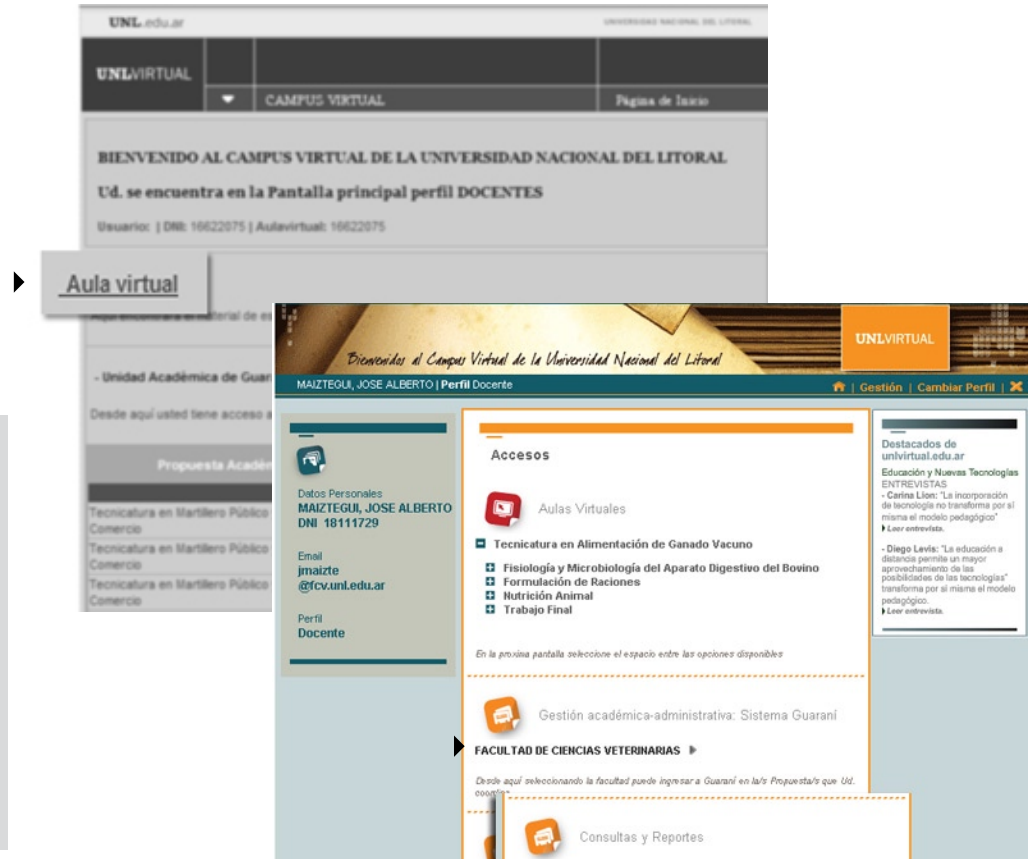 UNL.edu.ar
UNIVERSIDAD NACIONAL DEL LITORAL
UNLVIRTUAL
CAMPUS VIRTUAL
Página de Inicio
BIENVENIDO AL CAMPUS VIRTUAL DE LA UNIVERSIDAD NACIONAL DEL LITORAL
Ud. se encuentra en la Pantalla principal perfil DOCENTES
Usuario: | DNI: 16622075 | Aulavirtual: 16622075
Aula virtual
Aquí encontrará el material de es
- Unidad Académica de Guar
Desde aquí usted tiene acceso a
Propuesta Acadé
Tecnicatura en Martillero Público
Comercio
Tecnicatura en Martillero Público
Comercio
Tecnicatura en Martillero Público
Comercio
Bienvenidos al Campus Virtual de la Universidad Nacional del Litoral
UNLVIRTUAL
MAIZTEGUI, JOSE ALBERTO | Perfil Docente
| Gestión | Cambiar Perfil |
Datos Personales
MAIZTEGUI, JOSE ALBERTO
DNI 18111729
Email
jmaizte
@fcv.unl.edu.ar
Perfil
Docente
Accesos
Aulas Virtuales
Tecnicatura en Alimentación de Ganado Vacuno
Fisiología y Microbiología del Aparato Digestivo del Bovino
Formulación de Raciones
Nutrición Animal
Trabajo Final
En la proxima pantalla seleccione el espacio entre las opciones disponibles
Gestión académica-administrativa: Sistema Guaraní
FACULTAD DE CIENCIAS VETERINARIAS
Desde aquí seleccionando la facultad puede ingresar a Guaraní en la/s Propuesta/s que Ud.
Consultas y Reportes
Destacados de
unlvirtual.edu.ar
Educación y Nuevas Tecnologías
ENTREVISTAS
- Carina Lion: "La incorporación
de tecnología no transforma por sí
misma el modelo pedagógico"
Leer entrevista.
- Diego Levis: "La educación a
distancia permite un mayor
aprovechamiento de las
posibilidades de las tecnologías"
transforma por si misma el modelo
pedagógico.
Leer entrevista.